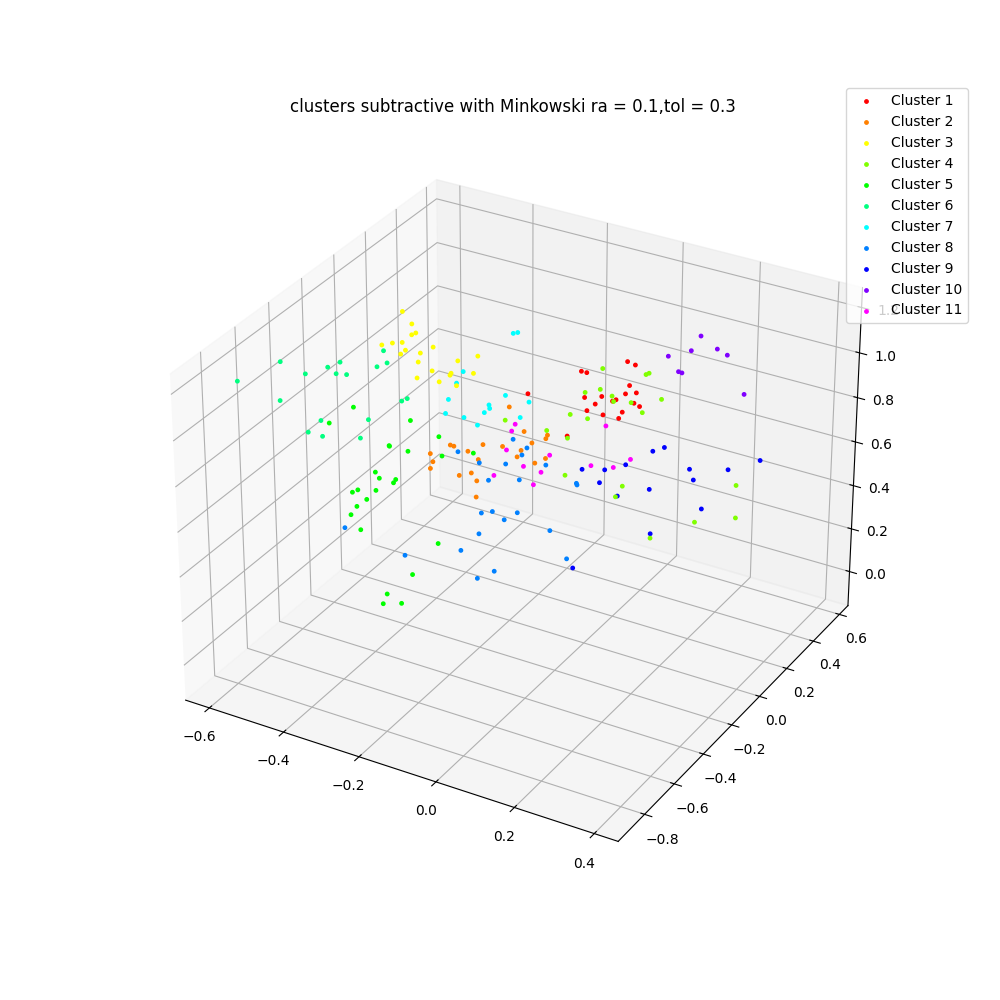 clusters subtractive with Minkowski ra = 0.1,tol = 0.3
Cluster 1
Cluster 2
Cluster 3
Cluster 4
Cluster 5
Cluster 6
Cluster 7
Cluster 8
Cluster 9
Cluster 10
Cluster 11
1.0
0.8
0.6
0.4
0.2
0.0
0.6
0.4
0.2
0.0
−0.2
−0.4
−0.6
−0.8
−0.6
−0.4
−0.2
0.0
0.2
0.4